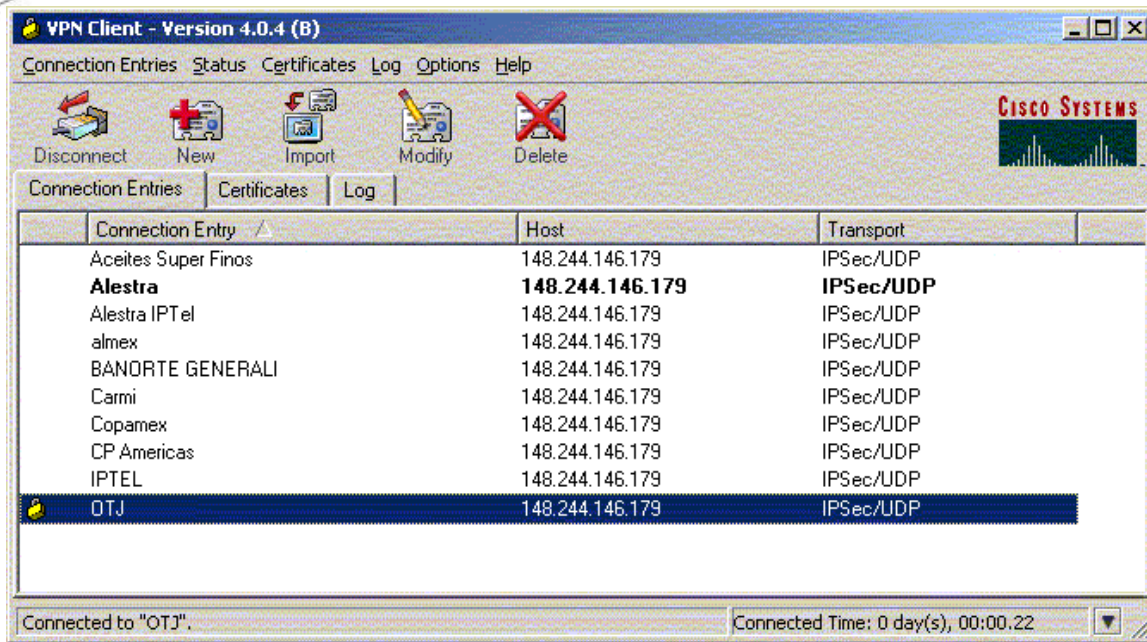 VPN Client - Version 4.0.4 (B)
Connection Entries Status Certificates Log Options Help
Disconnect New Import Modify Delete
CISCO SYSTEMS
Connection Entries Certificates Log
Connection Entry Host Transport
Aceites Super Finos 148.244.146.179 IPSec/UDP
Alestra 148.244.146.179 IPSec/UDP
Alestra IPTel 148.244.146.179 IPSec/UDP
almex 148.244.146.179 IPSec/UDP
BANORTE GENERALI 148.244.146.179 IPSec/UDP
Carmi 148.244.146.179 IPSec/UDP
Copamex 148.244.146.179 IPSec/UDP
CP Americas 148.244.146.179 IPSec/UDP
IPTEL 148.244.146.179 IPSec/UDP
OTJ 148.244.146.179 IPSec/UDP
Connected to "OTJ". Connected Time: 0 day(s), 00:00.22